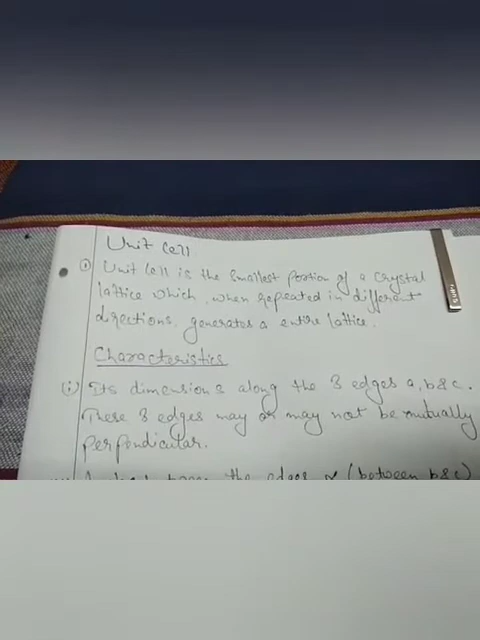 Unit Cell
① Unit Cell is the smallest portion of a crystal
lattice which, when repeated in different
directions, generates a entire lattice.
Characteristics
(i) Its dimensions along the 3 edges a, b & c.
These 3 edges may or may not be mutually
perpendicular.
the edges α (between b & c)